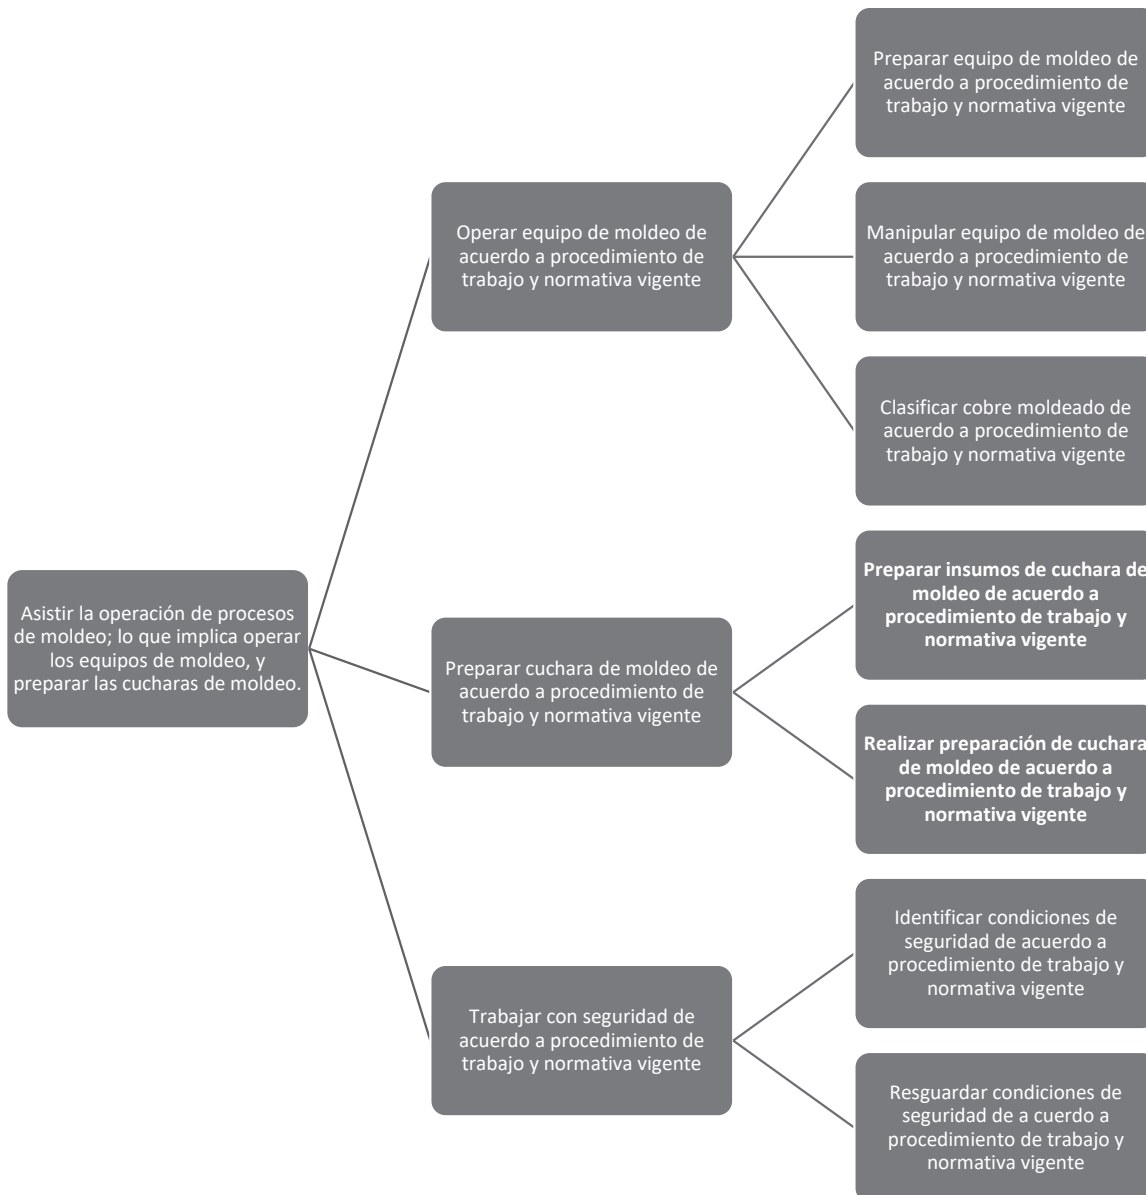 Asistir la operación de procesos
de moldeo; lo que implica operar
los equipos de moldeo, y
preparar las cucharas de moldeo.
Operar equipo de moldeo de
acuerdo a procedimiento de
trabajo y normativa vigente
Preparar equipo de moldeo de
acuerdo a procedimiento de
trabajo y normativa vigente
Manipular equipo de moldeo de
acuerdo a procedimiento de
trabajo y normativa vigente
Clasificar cobre moldeado de
acuerdo a procedimiento de
trabajo y normativa vigente
Preparar cuchara de moldeo de
acuerdo a procedimiento de
trabajo y normativa vigente
Preparar insumos de cuchara de
moldeo de acuerdo a
procedimiento de trabajo y
normativa vigente
Realizar preparación de cuchara
de moldeo de acuerdo a
procedimiento de trabajo y
normativa vigente
Trabajar con seguridad de
acuerdo a procedimiento de
trabajo y normativa vigente
Identificar condiciones de
seguridad de acuerdo a
procedimiento de trabajo y
normativa vigente
Resguardar condiciones de
seguridad de a cuerdo a
procedimiento de trabajo y
normativa vigente